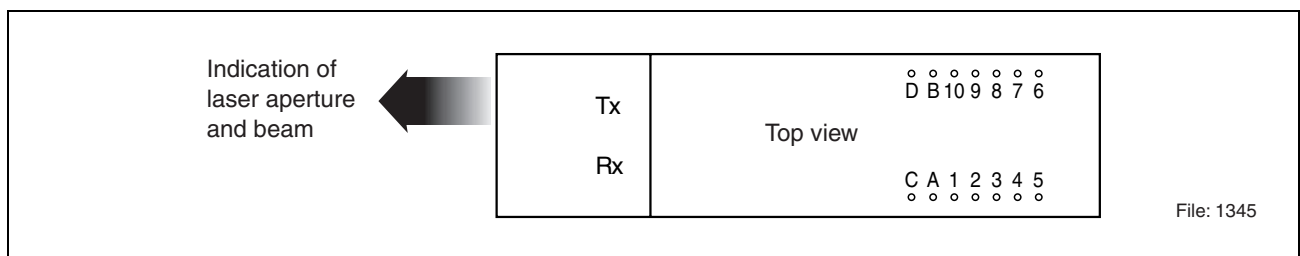 Indication of
laser aperture
and beam
Tx
Rx
Top view
D B 10 9 8 7 6
C A 1 2 3 4 5
File: 1345